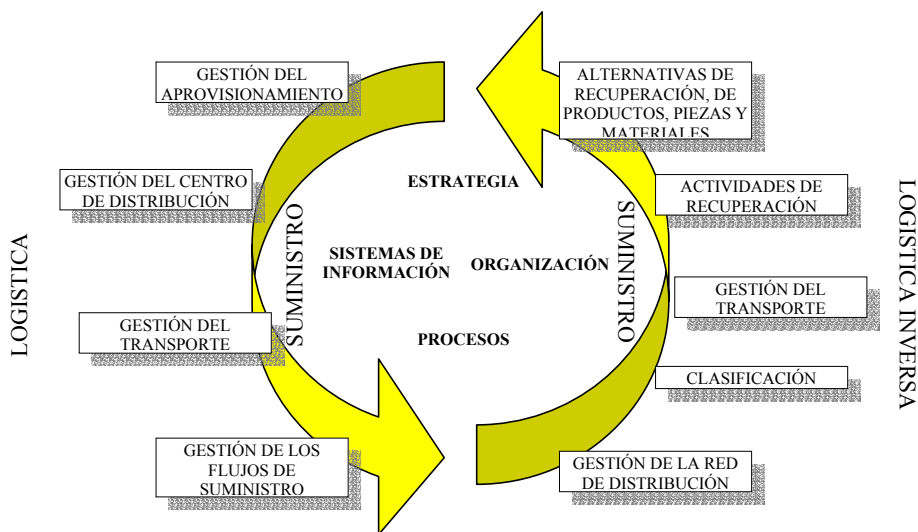 GESTIÓN DEL
APROVISIONAMIENTO
ALTERNATIVAS DE
RECUPERACIÓN, DE
PRODUCTOS, PIEZAS Y
MATERIALES
GESTIÓN DEL CENTRO
DE DISTRIBUCIÓN
ESTRATEGIA
ACTIVIDADES DE
RECUPERACIÓN
LOGISTICA
SUMINISTRO
SISTEMAS DE
INFORMACIÓN
ORGANIZACIÓN
SUMINISTRO
LOGISTICA INVERSA
GESTIÓN DEL
TRANSPORTE
GESTIÓN DEL
TRANSPORTE
PROCESOS
CLASIFICACIÓN
GESTIÓN DE LOS
FLUJOS DE
SUMINISTRO
GESTIÓN DE LA RED
DE DISTRIBUCIÓN